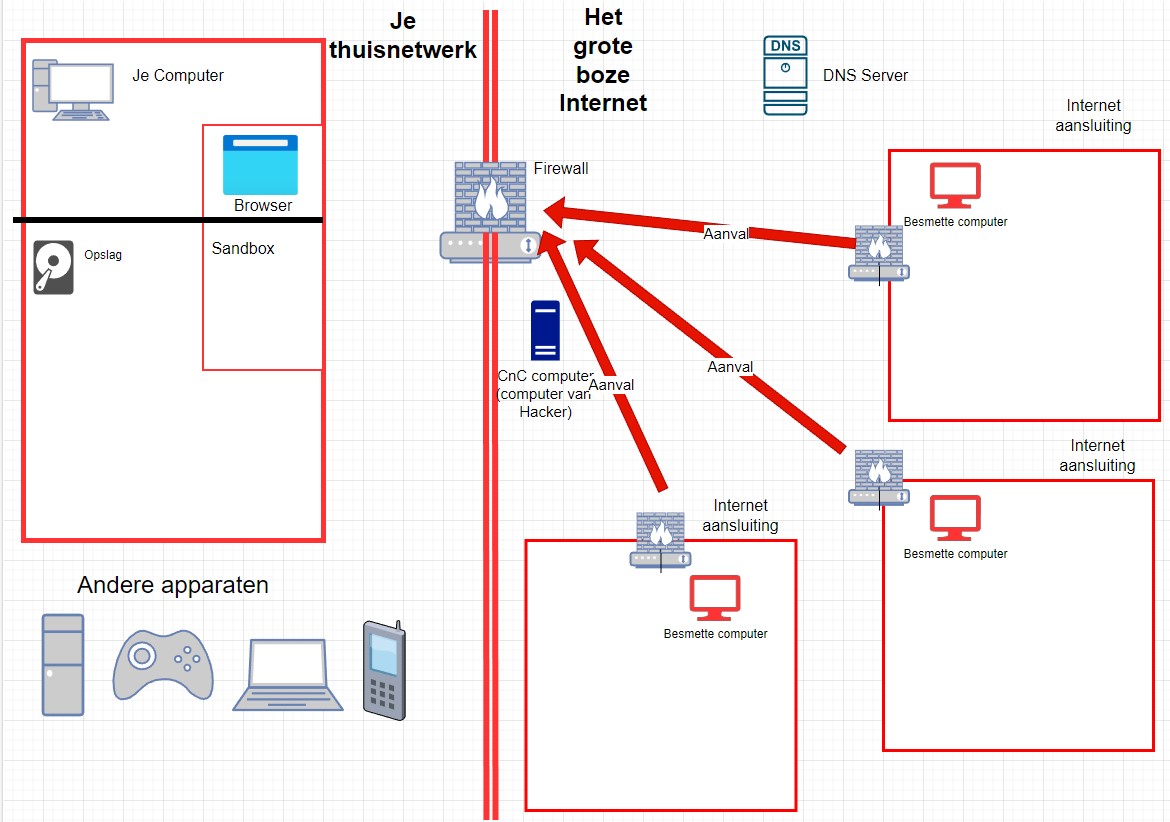 Je
thuisnetwerk
Het
grote
boze
Internet
DNS
DNS Server
Je Computer
Browser
Sandbox
Opslag
Firewall
Internet
aansluiting
Besmette computer
Aanval
Aanval
CnC computer
(computer van
Hacker)
Aanval
Internet
aansluiting
Besmette computer
Internet
aansluiting
Besmette computer
Andere apparaten